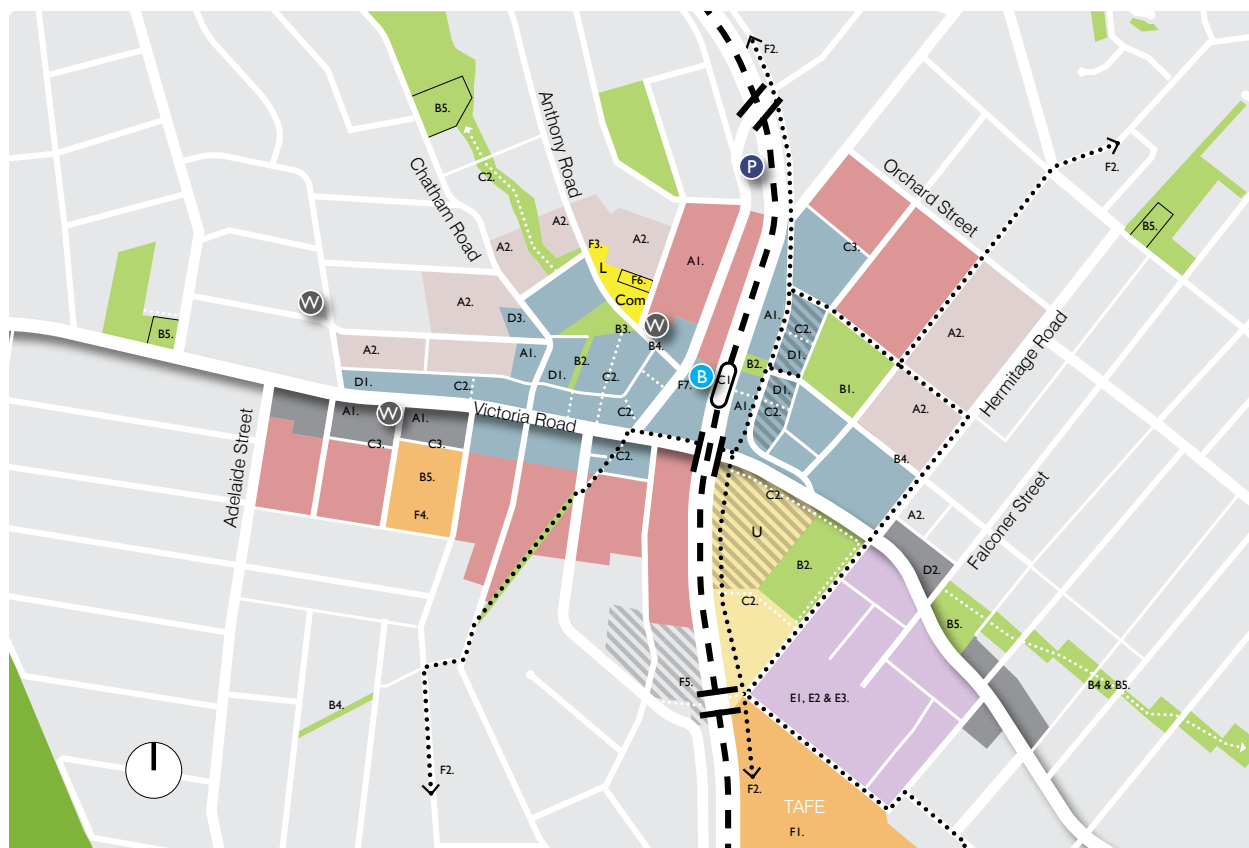 F2.
B5.
Anthony Road
P
F2.
Orchard Street
Chatham Road
C2.
A2.
A2.
A2.
F3.
L
F6.
Com
A1.
C3.
B5.
W
A2.
D3.
B3.
W
B4.
A1.
C2.
D1.
A2.
Hermitage Road
B5.
A2.
A1.
D1.
B2.
C2.
F7.
B
C1
B2.
D1.
B1.
D1.
C2.
A1.
W
A1.
Victoria Road
C2.
A1.
C2.
A2.
C3.
C3.
C2.
B4.
Adelaide Street
B5.
F4.
C2.
U
A2.
Falconer Street
B2.
D2.
C2.
B5.
F5.
E1, E2 & E3.
B4 & B5.
B4.
F2.
F2.
TAFE
F1.